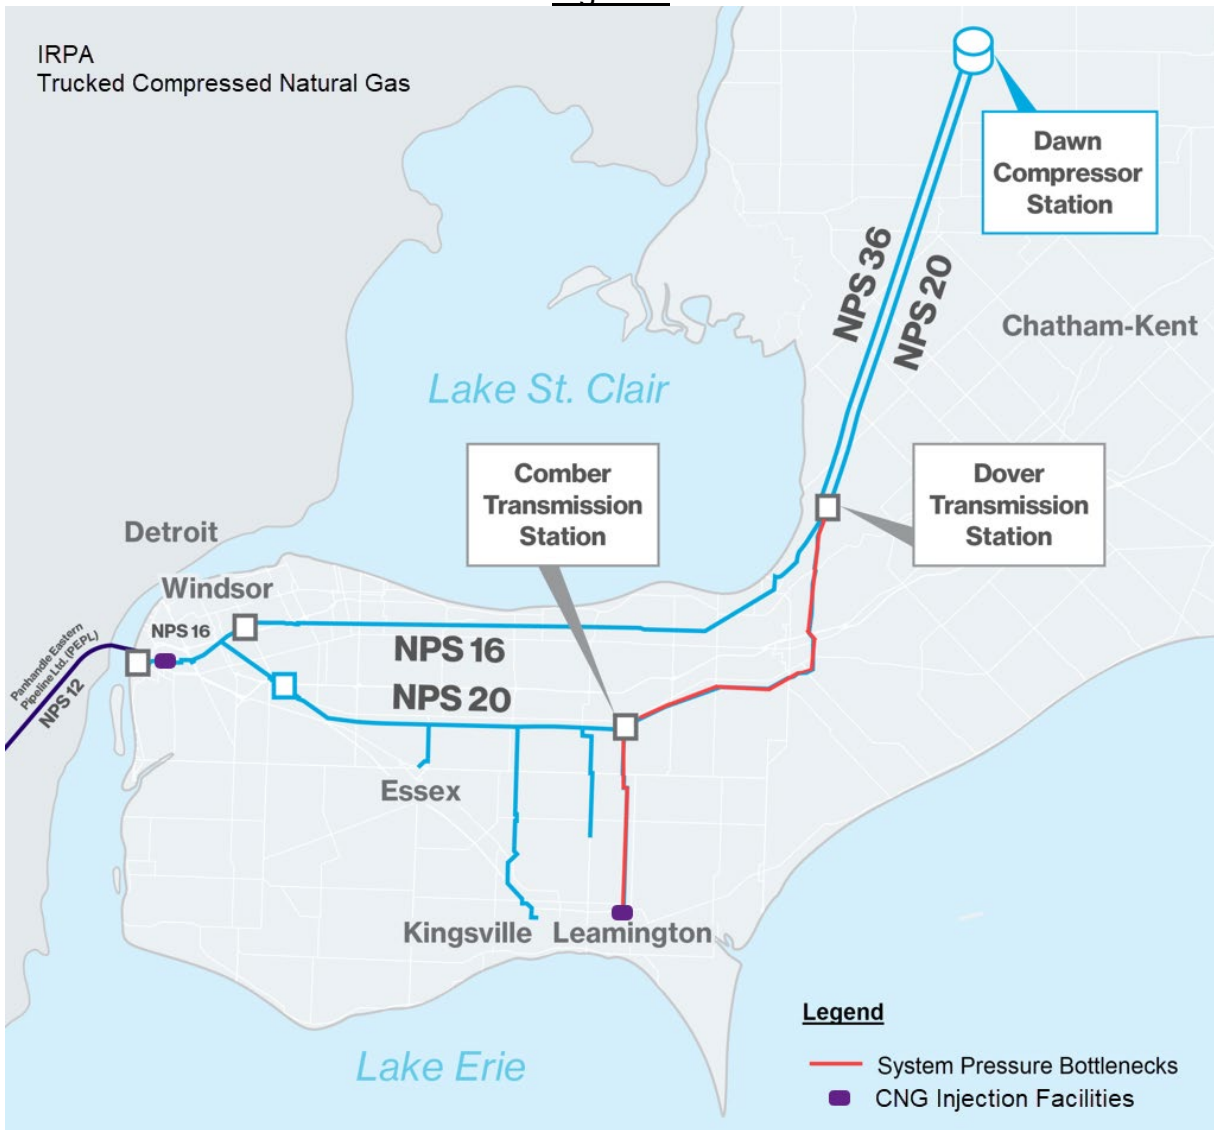 IRPA
Trucked Compressed Natural Gas
Dawn
Compressor
Station
NPS 36
NPS 20
Chatham-Kent
Lake St. Clair
Comber
Transmission
Station
Dover
Transmission
Station
Detroit
Windsor
NPS 16
Panhandle Eastern
Pipeline Ltd. (PEPL)
NPS 12
NPS 16
NPS 20
Essex
Kingsville
Leamington
Lake Erie
Legend
System Pressure Bottlenecks
CNG Injection Facilities